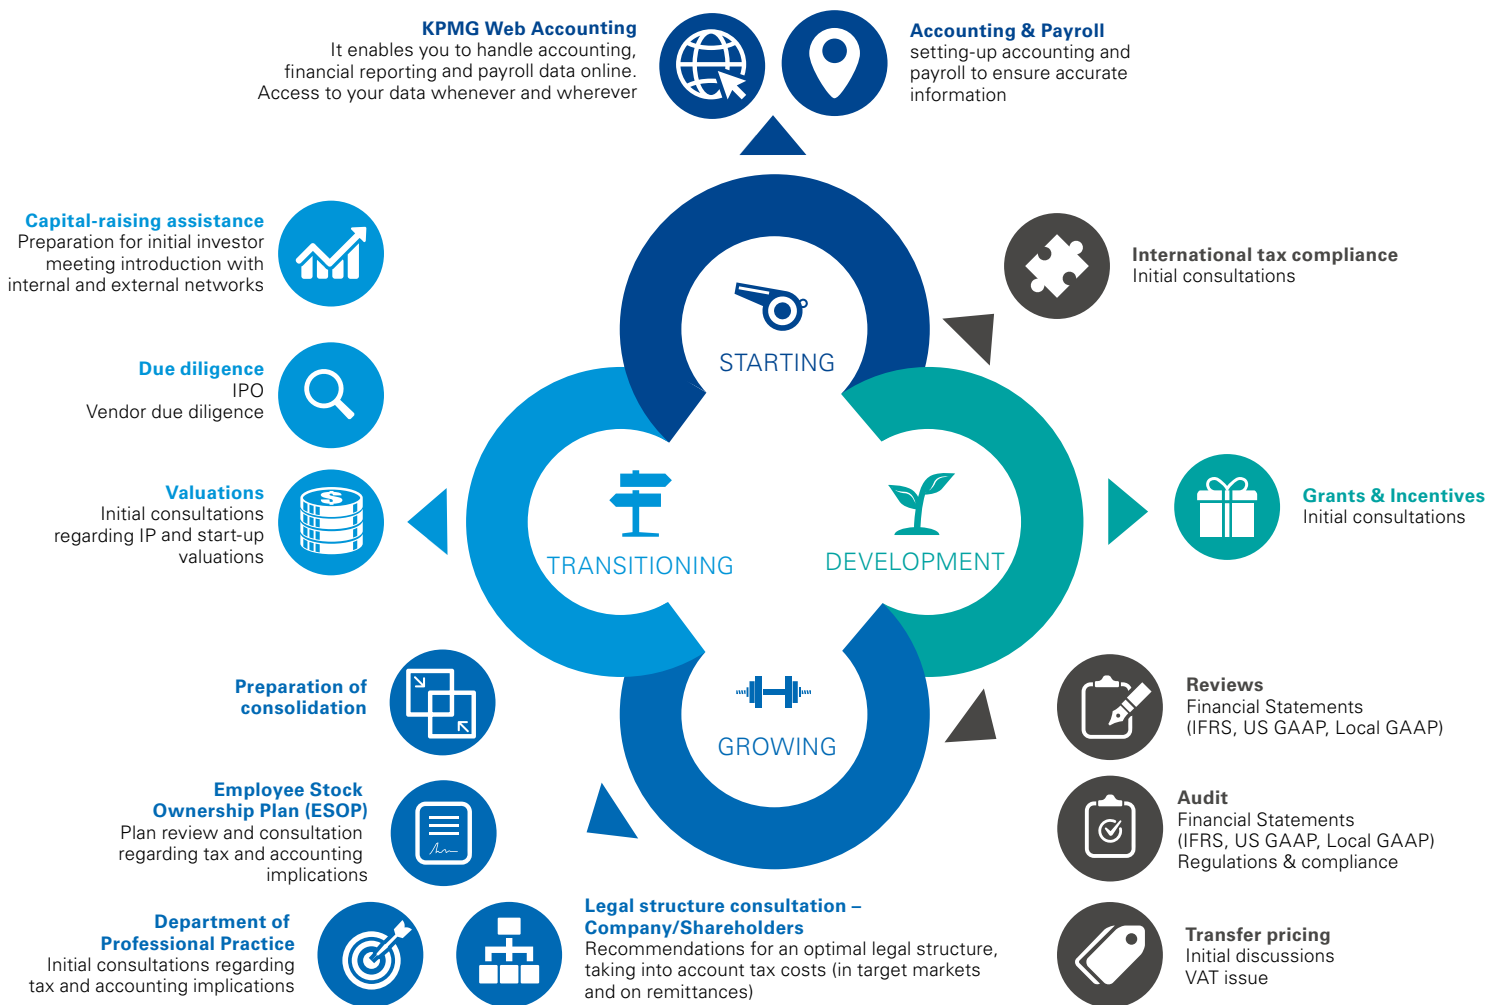 KPMG Web Accounting
It enables you to handle accounting,
financial reporting and payroll data online.
Access to your data whenever and wherever
Accounting & Payroll
setting-up accounting and
payroll to ensure accurate
information
Capital-raising assistance
Preparation for initial investor
meeting introduction with
internal and external networks
International tax compliance
Initial consultations
STARTING
Due diligence
IPO
Vendor due diligence
Valuations
Initial consultations
regarding IP and start-up
valuations
$
TRANSITIONING
DEVELOPMENT
Grants & Incentives
Initial consultations
Preparation of
consolidation
GROWING
Reviews
Financial Statements
(IFRS, US GAAP, Local GAAP)
Employee Stock
Ownership Plan (ESOP)
Plan review and consultation
regarding tax and accounting
implications
Audit
Financial Statements
(IFRS, US GAAP, Local GAAP)
Regulations & compliance
Department of
Professional Practice
Initial consultations regarding
tax and accounting implications
Legal structure consultation –
Company/Shareholders
Recommendations for an optimal legal structure,
taking into account tax costs (in target markets
and on remittances)
Transfer pricing
Initial discussions
VAT issue